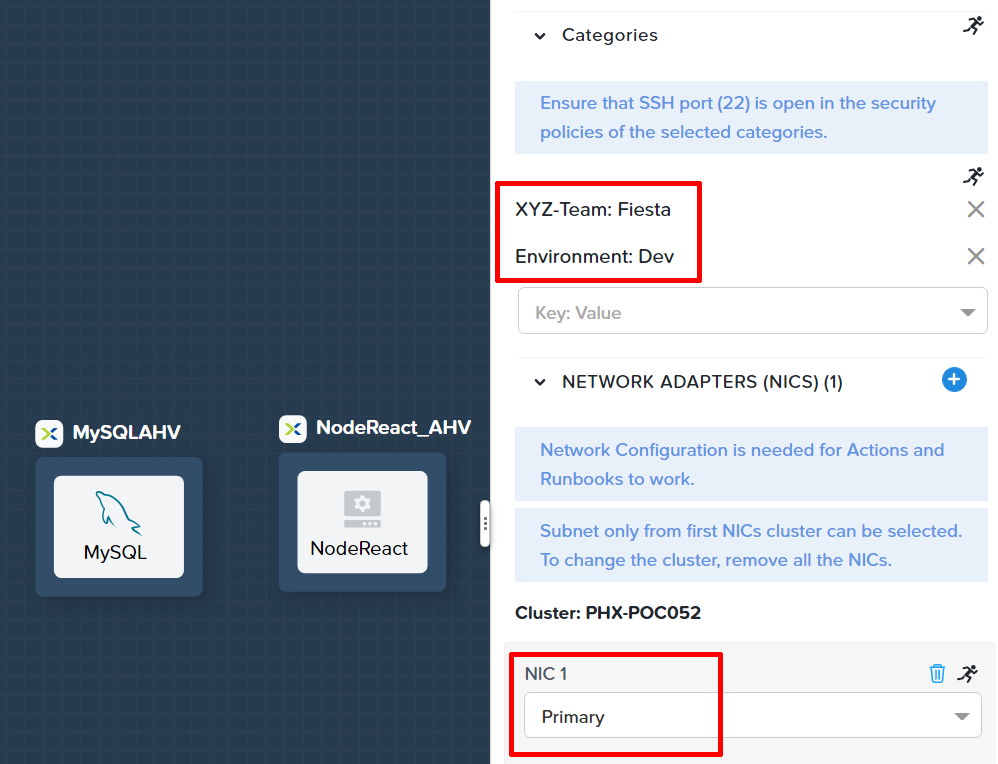 MySQLAHV
MySQL
NodeReact_AHV
NodeReact
Categories
Ensure that SSH port (22) is open in the security
policies of the selected categories.
XYZ-Team: Fiesta
Environment: Dev
Key: Value
NETWORK ADAPTERS (NICS) (1)
Network Configuration is needed for Actions and
Runbooks to work.
Subnet only from first NICs cluster can be selected.
To change the cluster, remove all the NICs.
Cluster: PHX-POC052
NIC 1
Primary